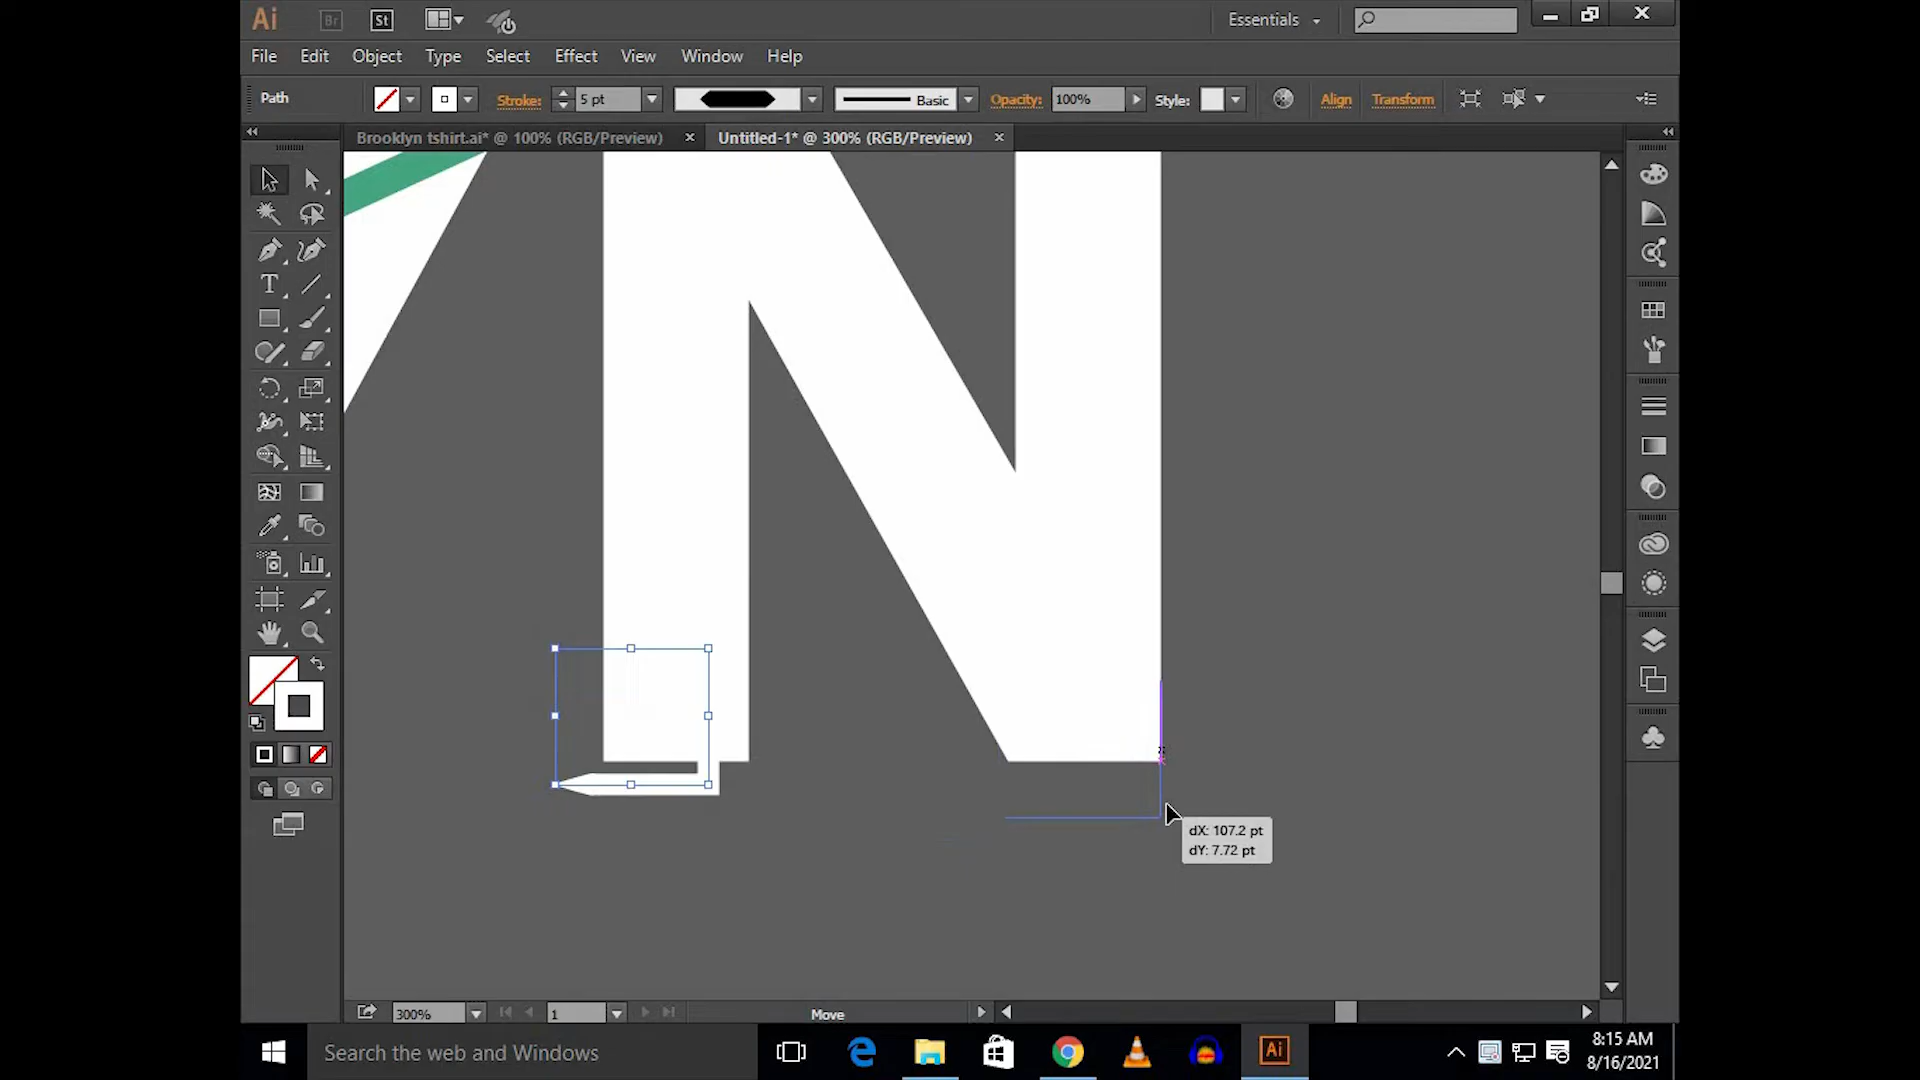 Ai Br St Essentials
File Edit Object Type Select Effect View Window Help
Path Stroke: 5 pt Basic Opacity: 100% Style: Align Transform
Brooklyn tshirt.ai* @ 100% (RGB/Preview) × Untitled-1* @ 300% (RGB/Preview) ×
T
N
dX: 107.2 pt
dY: 7.72 pt
300% 1 Move
Search the web and Windows
Ai
8:15 AM
8/16/2021